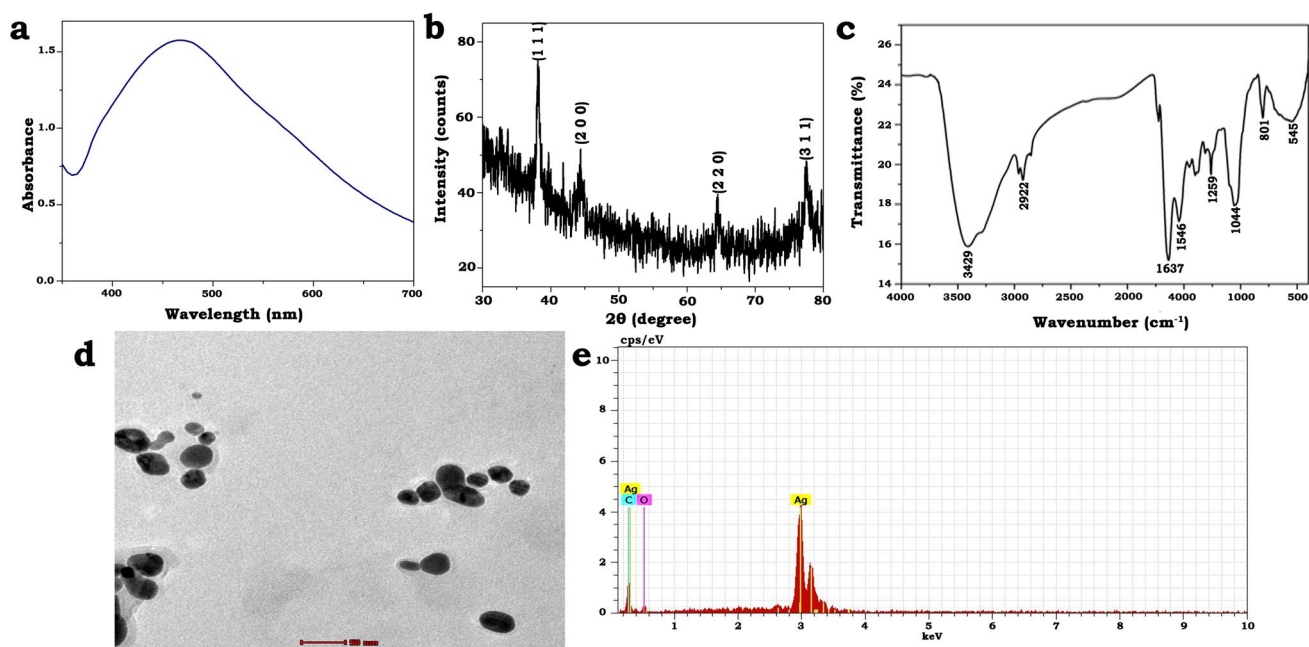 a
1.5
1.0
0.5
0.0
Absorbance
400
500
600
700
Wavelength (nm)
b
80
60
40
20
Intensity (counts)
(1 1 1)
(2 0 0)
(2 2 0)
(3 1 1)
30
40
50
60
70
80
2θ (degree)
c
26
24
22
20
18
16
14
Transmittance (%)
3429
2922
1637
1546
1259
1044
801
545
4000
3000
2000
4000
1000
500
Wavenumber (cm⁻¹)
d
50 nm
e
cps/eV
10
8
6
4
2
0
Ag
C
O
Ag
1
2
3
4
5
6
7
8
9
10
keV